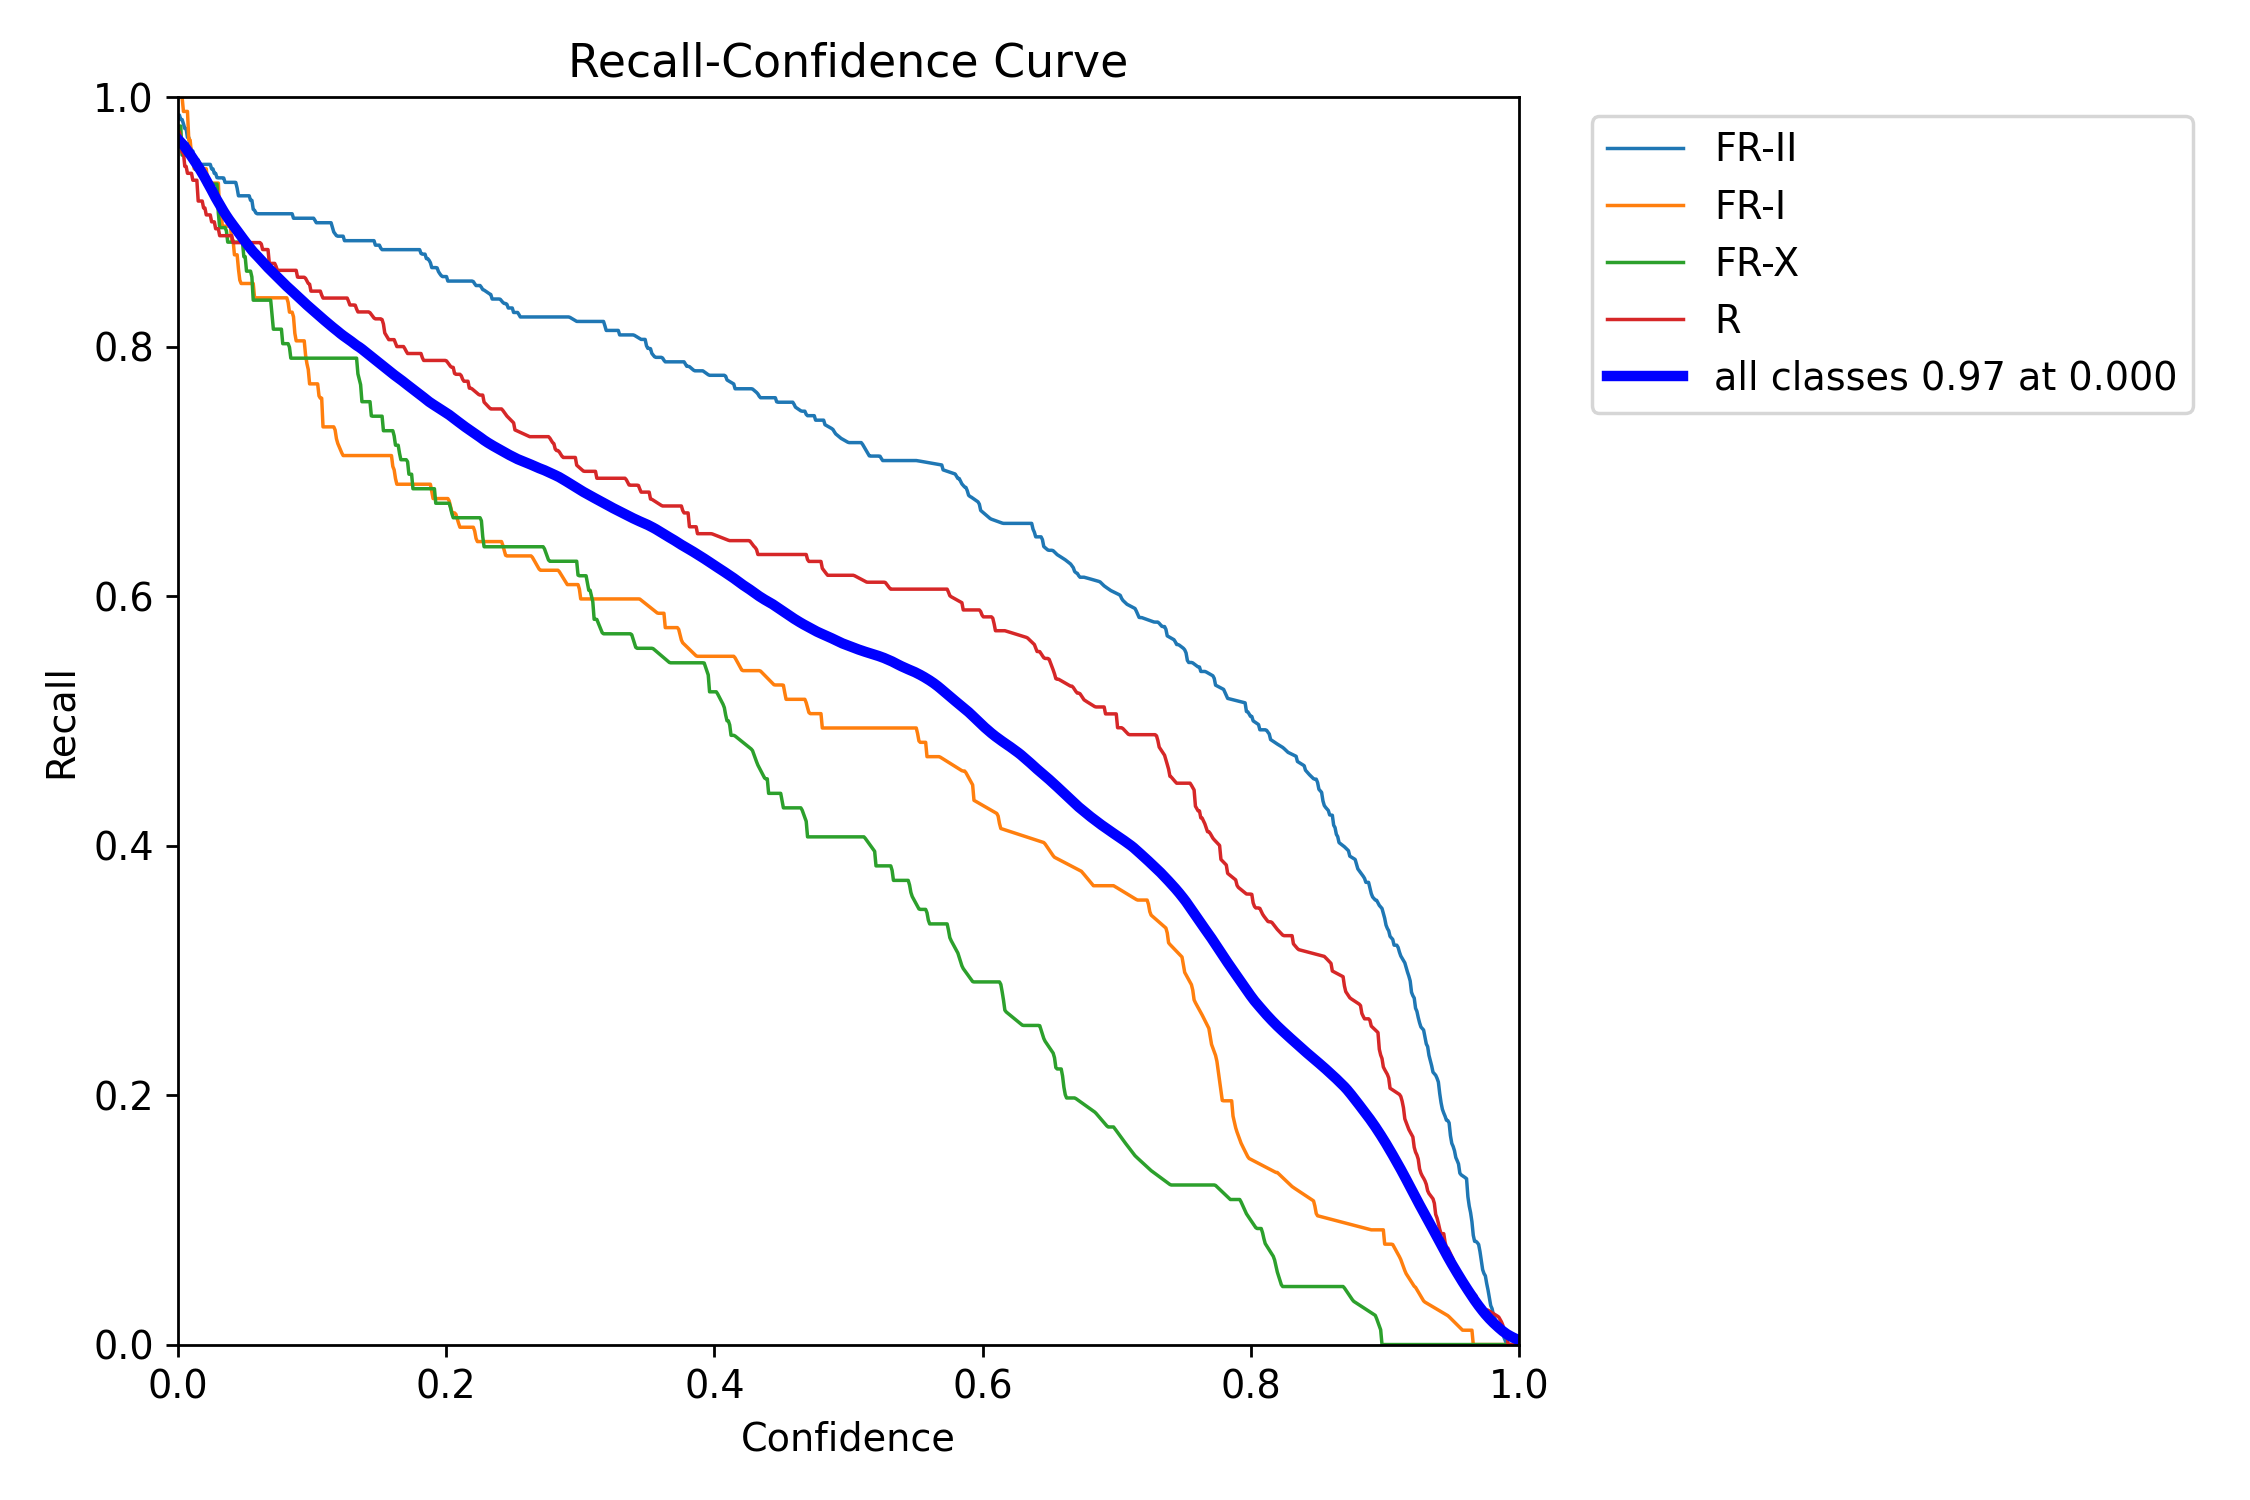 Recall-Confidence Curve
1.0
0.8
0.6
0.4
0.2
0.0
Recall
0.0 0.2 0.4 0.6 0.8 1.0
Confidence
FR-II
FR-I
FR-X
R
all classes 0.97 at 0.000